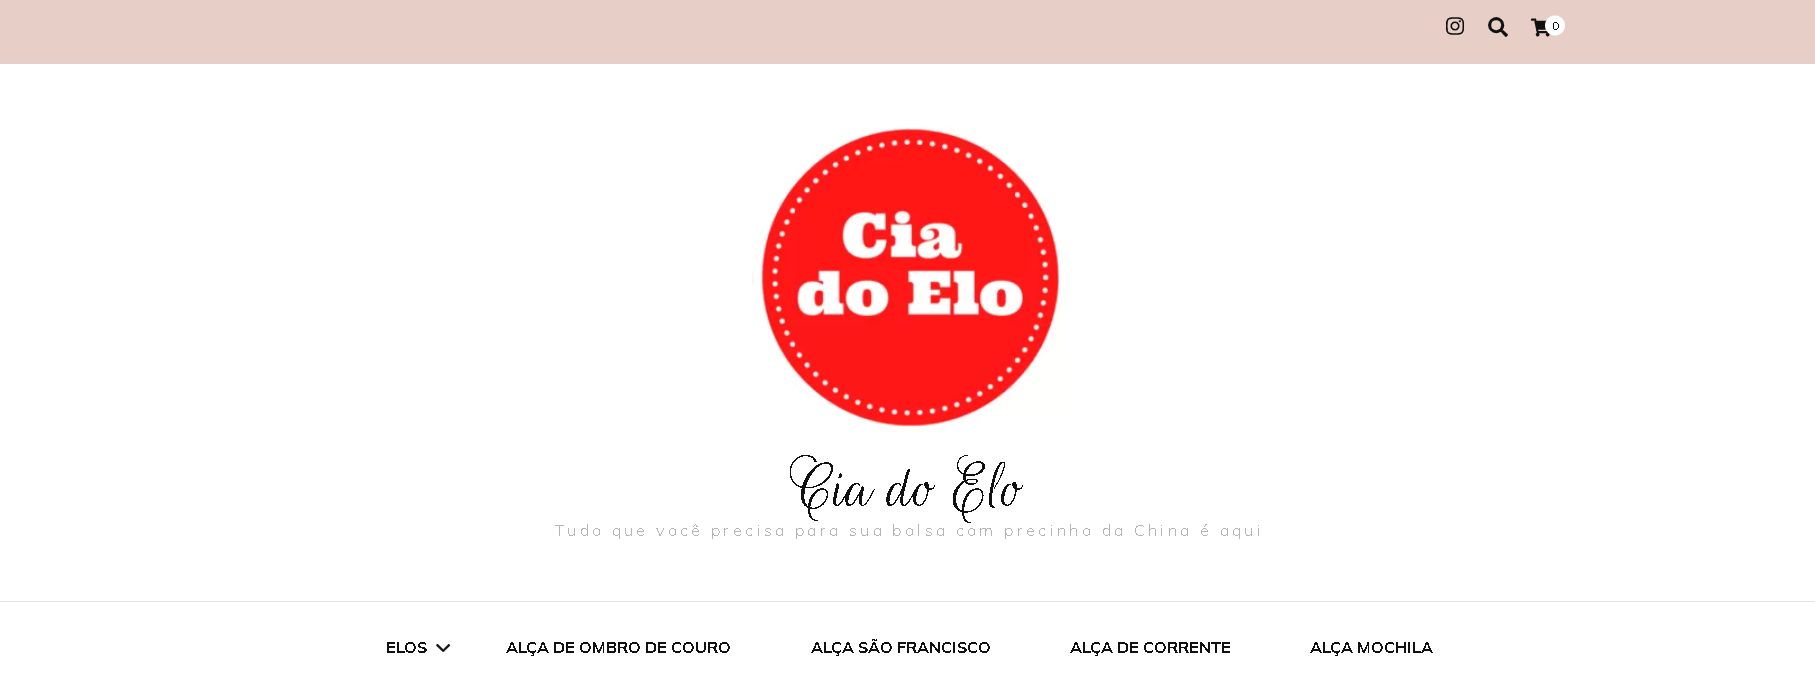 0
Cia
do Elo
Cia do Elo
Tudo que você precisa para sua bolsa com precinho da China é aqui
ELOS
ALÇA DE OMBRO DE COURO
ALÇA SÃO FRANCISCO
ALÇA DE CORRENTE
ALÇA MOCHILA